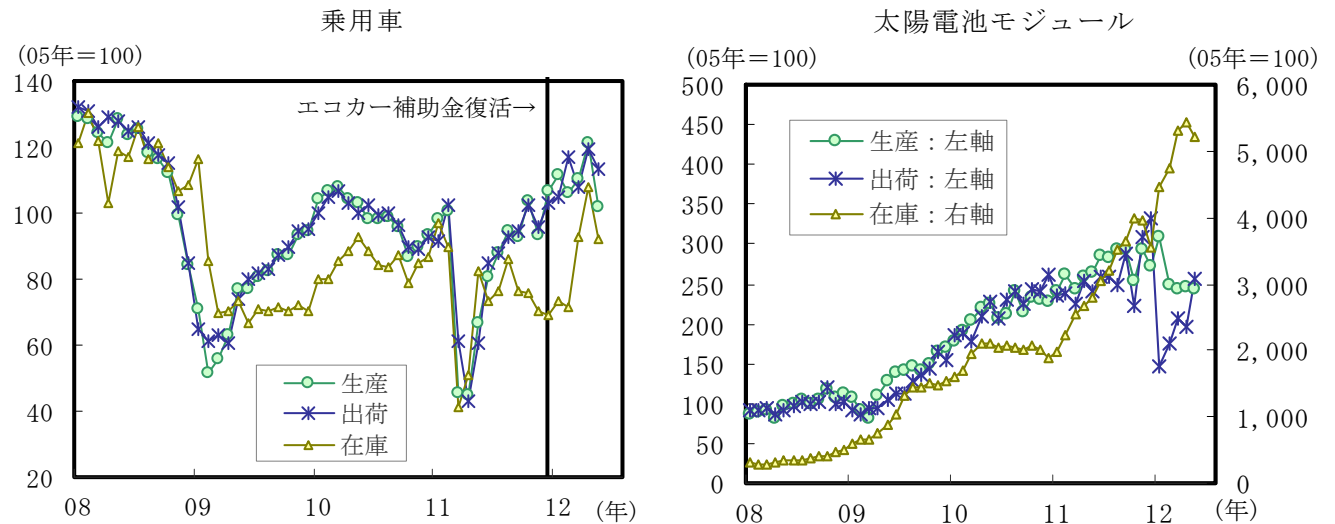 乗用車
(05年＝100)
140
120
100
80
60
40
20
エコカー補助金復活→
生産
出荷
在庫
08 09 10 11 12 (年)
太陽電池モジュール
(05年＝100) (05年＝100)
500 6,000
450
400 5,000
350
300 4,000
250 3,000
200
150 2,000
100 1,000
50
0 0
生産：左軸
出荷：左軸
在庫：右軸
08 09 10 11 12 (年)